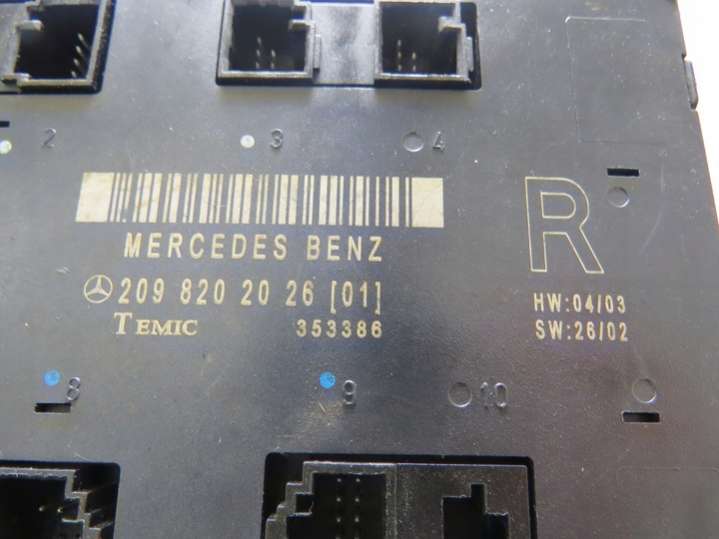 2 3 4
MERCEDES BENZ
209 820 20 26 [01]
TEMIC 353386
R
HW:04/03
SW:26/02
8 9 10